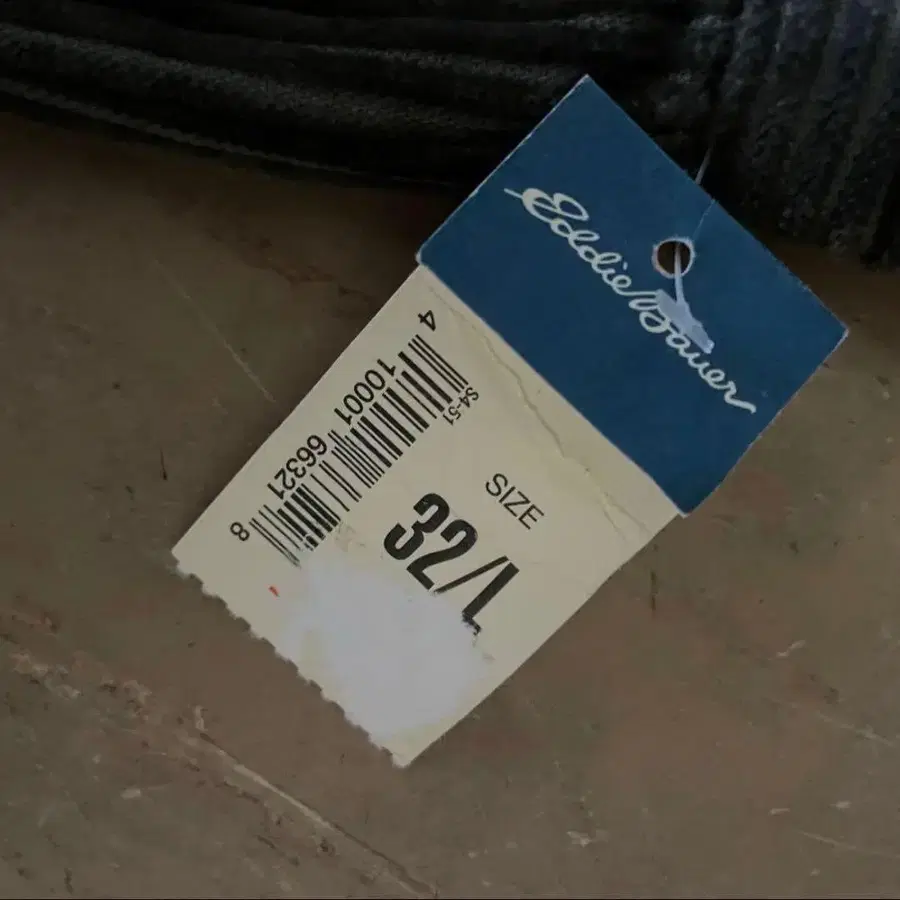 Eddie Bauer
S4-51
4 10001 66321 8
SIZE
32/L